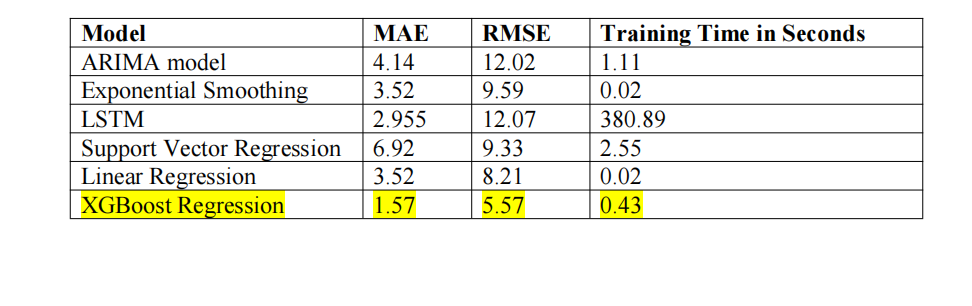 Model MAE RMSE Training Time in Seconds
ARIMA model 4.14 12.02 1.11
Exponential Smoothing 3.52 9.59 0.02
LSTM 2.955 12.07 380.89
Support Vector Regression 6.92 9.33 2.55
Linear Regression 3.52 8.21 0.02
XGBoost Regression 1.57 5.57 0.43